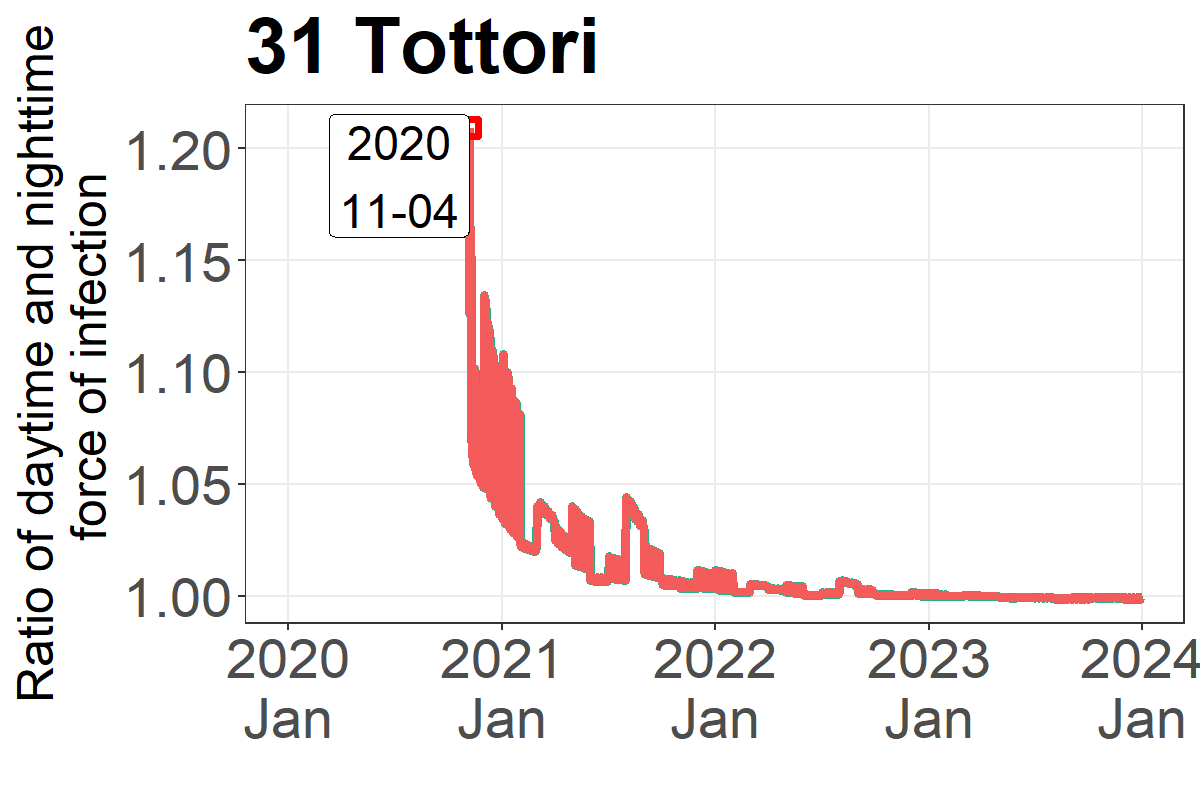 31 Tottori
Ratio of daytime and nighttime
force of infection
1.20
1.15
1.10
1.05
1.00
2020
11-04
2020
Jan
2021
Jan
2022
Jan
2023
Jan
2024
Jan